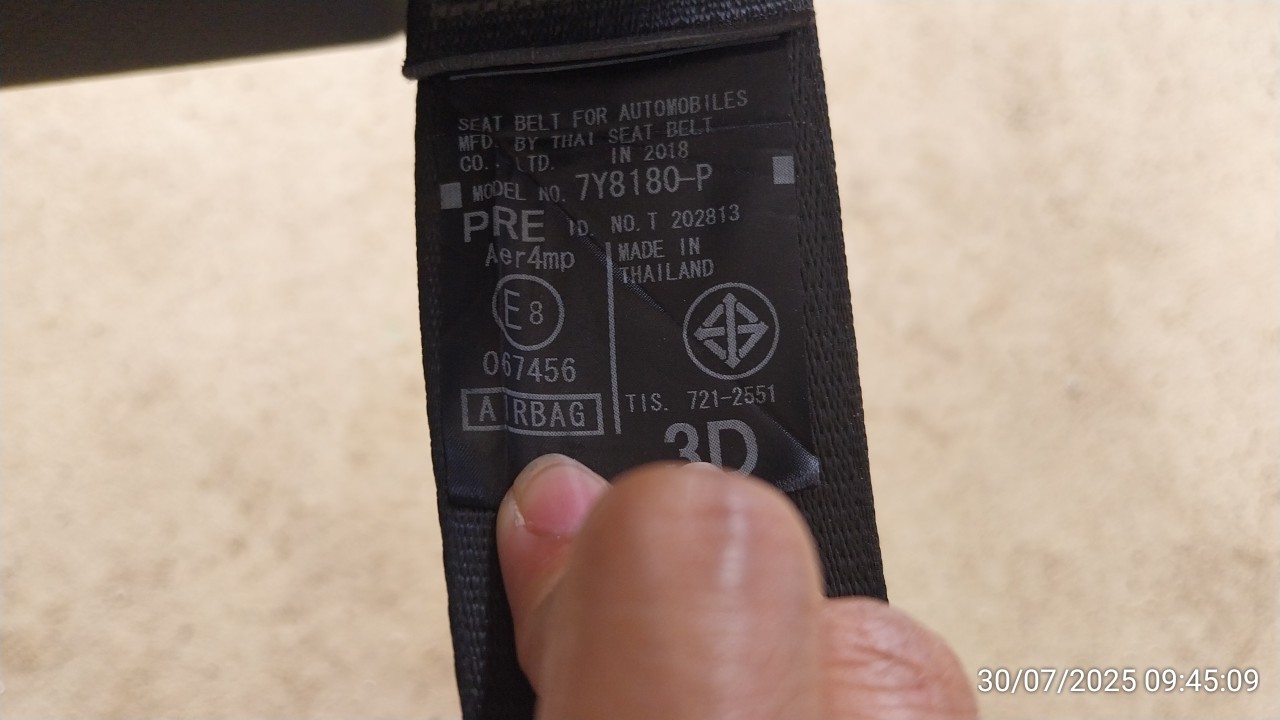 SEAT BELT FOR AUTOMOBILES
MFD. BY THAI SEAT BELT
CO., LTD. IN 2018
MODEL NO. 7Y8180-P
PRE ID. NO. T 202813
Aer4mp
MADE IN
THAILAND
E8
067456
AIRBAG
TIS. 721-2551
3D
30/07/2025 09:45:09